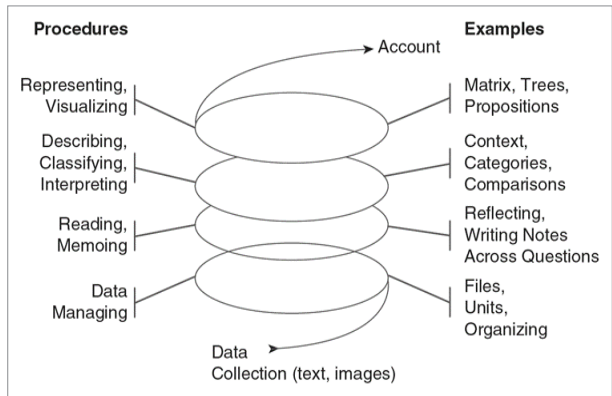 Procedures
Examples
Account
Representing,
Visualizing
Matrix, Trees,
Propositions
Describing,
Classifying,
Interpreting
Context,
Categories,
Comparisons
Reading,
Memoing
Reflecting,
Writing Notes
Across Questions
Data
Managing
Files,
Units,
Organizing
Data
Collection (text, images)